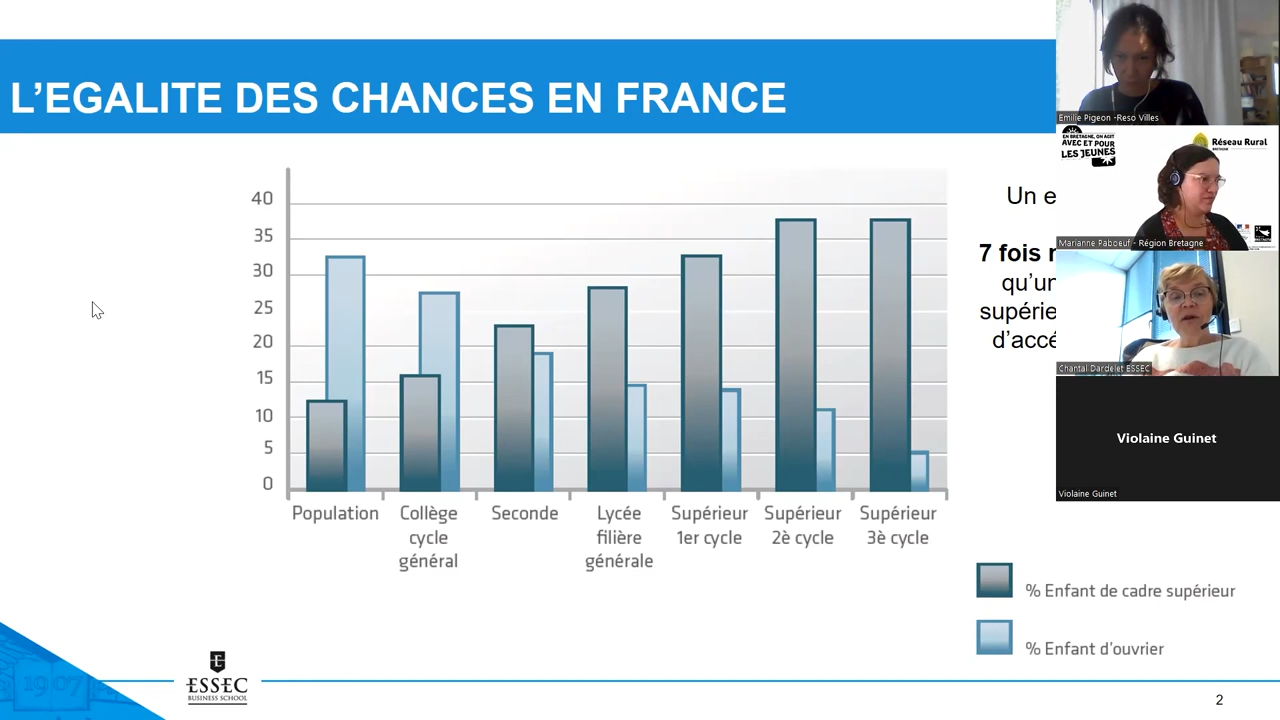 L’EGALITE DES CHANCES EN FRANCE
40
35
30
25
20
15
10
5
0
Population
Collège
cycle
général
Seconde
Lycée
filière
générale
Supérieur
1er cycle
Supérieur
2è cycle
Supérieur
3è cycle
Un e
7 fois
qu’un
supérie
d’accé
% Enfant de cadre supérieur
% Enfant d’ouvrier
1907
ESSEC
BUSINESS SCHOOL
2
Emilie Pigeon -Reso Villes
EN BRETAGNE, ON AGIT
AVEC ET POUR
LES JEUNES
Réseau Rural
BRETAGNE
Marianne Paboeuf - Région Bretagne
Chantal Dardelet ESSEC
Violaine Guinet
Violaine Guinet